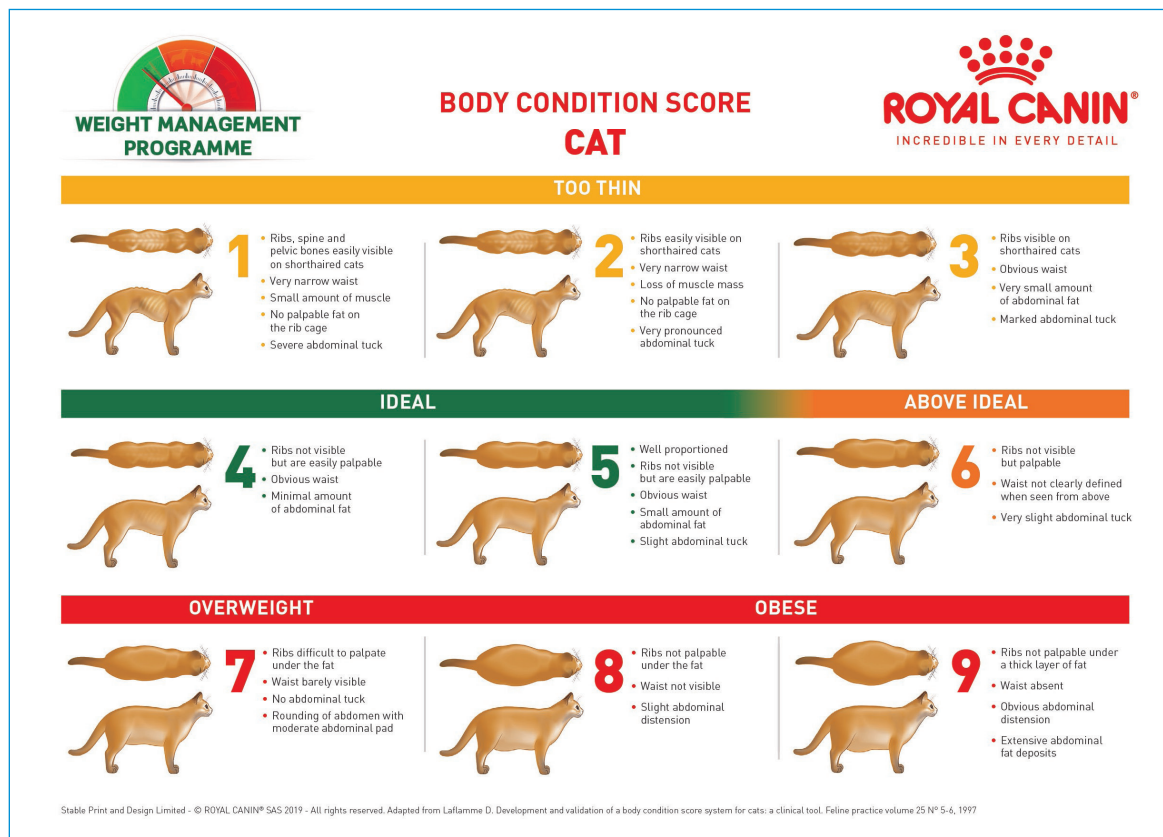 WEIGHT MANAGEMENT
PROGRAMME
BODY CONDITION SCORE
CAT
ROYAL CANIN®
INCREDIBLE IN EVERY DETAIL
TOO THIN
1
• Ribs, spine and
pelvic bones easily visible
on shorthaired cats
• Very narrow waist
• Small amount of muscle
• No palpable fat on
the rib cage
• Severe abdominal tuck
2
• Ribs easily visible on
shorthaired cats
• Very narrow waist
• Loss of muscle mass
• No palpable fat on
the rib cage
• Very pronounced
abdominal tuck
3
• Ribs visible on
shorthaired cats
• Obvious waist
• Very small amount
of abdominal fat
• Marked abdominal tuck
IDEAL
ABOVE IDEAL
4
• Ribs not visible
but are easily palpable
• Obvious waist
• Minimal amount
of abdominal fat
5
• Well proportioned
• Ribs not visible
but are easily palpable
• Obvious waist
• Small amount of
abdominal fat
• Slight abdominal tuck
6
• Ribs not visible
but palpable
• Waist not clearly defined
when seen from above
• Very slight abdominal tuck
OVERWEIGHT
OBESE
7
• Ribs difficult to palpate
under the fat
• Waist barely visible
• No abdominal tuck
• Rounding of abdomen with
moderate abdominal pad
8
• Ribs not palpable
under the fat
• Waist not visible
• Slight abdominal
distension
9
• Ribs not palpable under
a thick layer of fat
• Waist absent
• Obvious abdominal
distension
• Extensive abdominal
fat deposits
Stable Print and Design Limited - © ROYAL CANIN® SAS 2019 - All rights reserved. Adapted from Laflamme D. Development and validation of a body condition score system for cats: a clinical tool. Feline practice volume 25 N° 5-6, 1997